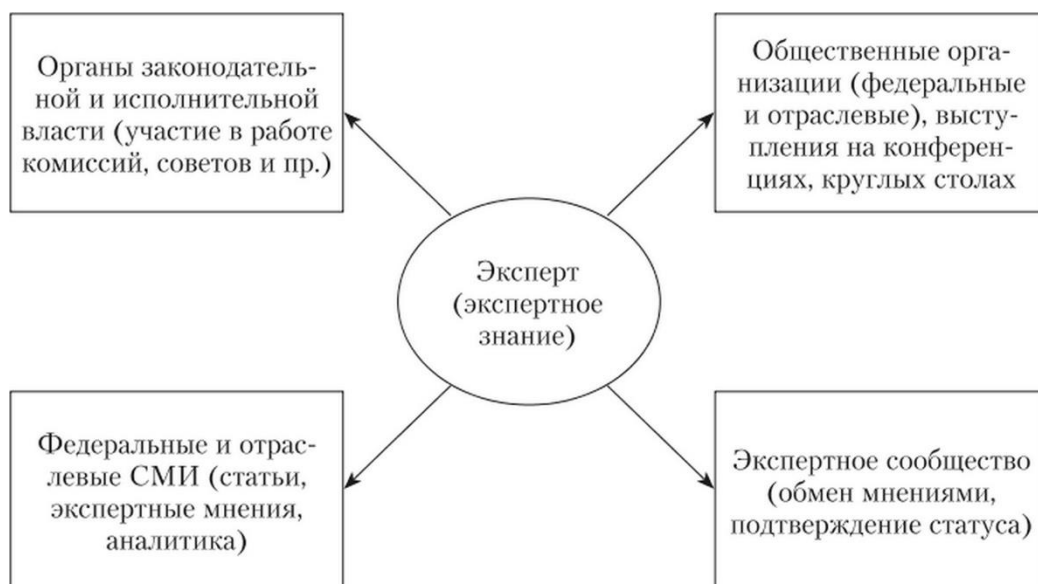 Органы законодатель-
ной и исполнительной
власти (участие в работе
комиссий, советов и пр.)
Общественные орга-
низации (федеральные
и отраслевые), высту-
пления на конферен-
циях, круглых столах
Эксперт
(экспертное
знание)
Федеральные и отрас-
левые СМИ (статьи,
экспертные мнения,
аналитика)
Экспертное сообщество
(обмен мнениями,
подтверждение статуса)